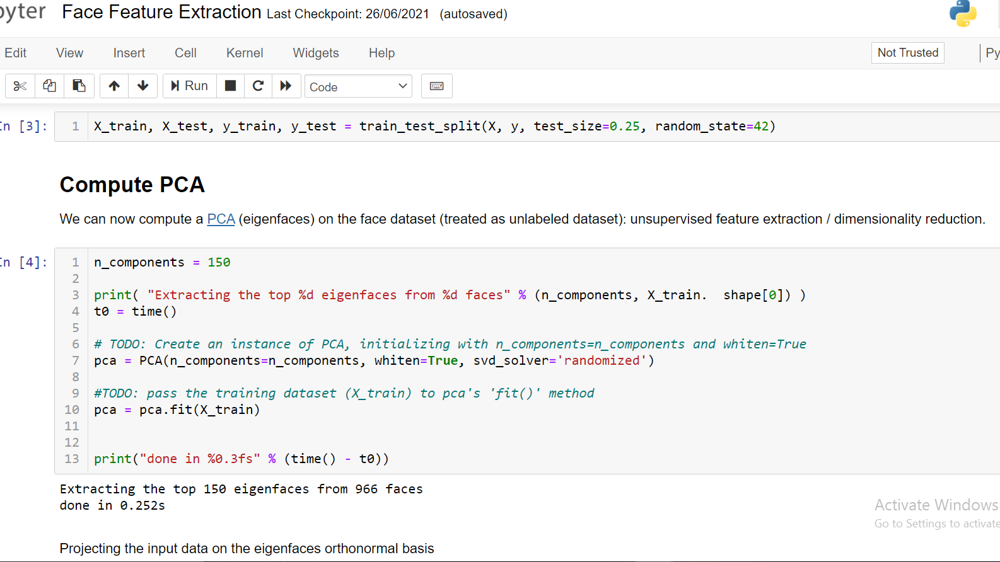 pyter Face Feature Extraction Last Checkpoint: 26/06/2021 (autosaved)
Edit View Insert Cell Kernel Widgets Help Not Trusted Py
Run Code
In [3]: 1 X_train, X_test, y_train, y_test = train_test_split(X, y, test_size=0.25, random_state=42)
Compute PCA
We can now compute a PCA (eigenfaces) on the face dataset (treated as unlabeled dataset): unsupervised feature extraction / dimensionality reduction.
In [4]: 1 n_components = 150
2
3 print( "Extracting the top %d eigenfaces from %d faces" % (n_components, X_train.  shape[0]) )
4 t0 = time()
5
6 # TODO: Create an instance of PCA, initializing with n_components=n_components and whiten=True
7 pca = PCA(n_components=n_components, whiten=True, svd_solver='randomized')
8
9 #TODO: pass the training dataset (X_train) to pca's 'fit()' method
10 pca = pca.fit(X_train)
11
12
13 print("done in %0.3fs" % (time() - t0))
Extracting the top 150 eigenfaces from 966 faces
done in 0.252s
Activate Windows
Go to Settings to activate
Projecting the input data on the eigenfaces orthonormal basis